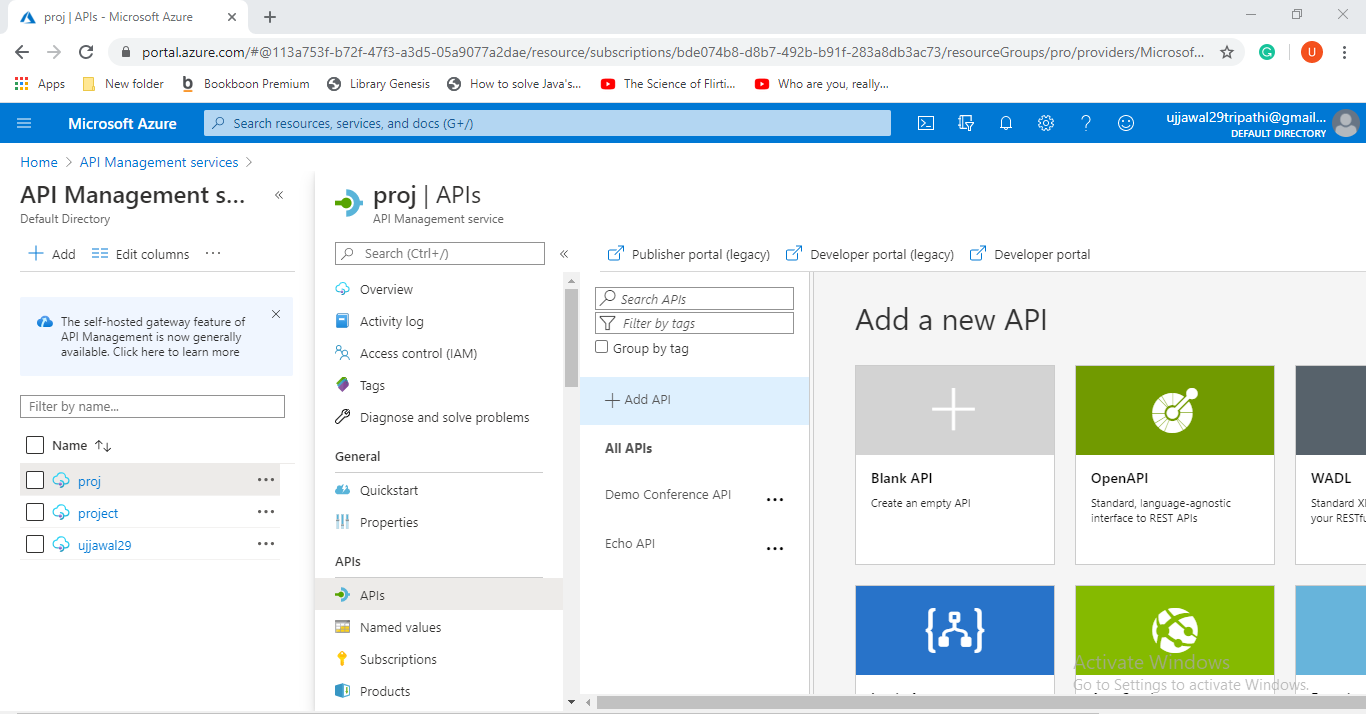 proj | APIs - Microsoft Azure
portal.azure.com/#@113a753f-b72f-47f3-a3d5-05a9077a2dae/resource/subscriptions/bde074b8-d8b7-492b-b91f-283a8db3ac73/resourceGroups/pro/providers/Microsof...
U
Apps New folder Bookboon Premium Library Genesis How to solve Java's... The Science of Flirti... Who are you, really...
Microsoft Azure
Search resources, services, and docs (G+/)
ujjawal29tripathi@gmail...
DEFAULT DIRECTORY
Home > API Management services >
API Management s...
Default Directory
Add Edit columns ...
The self-hosted gateway feature of
API Management is now generally
available. Click here to learn more
Filter by name...
Name
proj
project
ujjawal29
proj | APIs
API Management service
Search (Ctrl+/)
Overview
Activity log
Access control (IAM)
Tags
Diagnose and solve problems
General
Quickstart
Properties
APIs
APIs
Named values
Subscriptions
Products
Publisher portal (legacy) Developer portal (legacy) Developer portal
Search APIs
Filter by tags
Group by tag
Add API
All APIs
Demo Conference API
Echo API
Add a new API
Blank API
Create an empty API
OpenAPI
Standard, language-agnostic
interface to REST APIs
WADL
Standard
your
Activate Windows
Go to Settings to activate Windows.